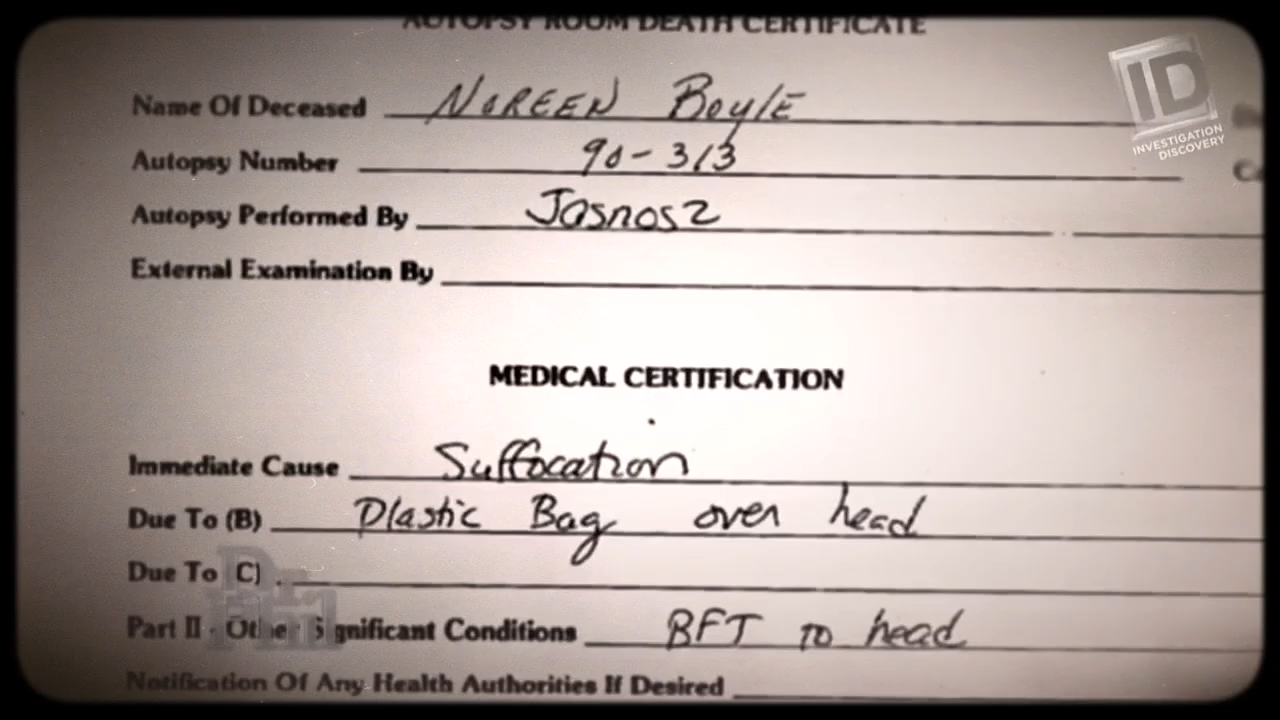 AUTOPSY ROOM DEATH CERTIFICATE
ID
INVESTIGATION
DISCOVERY
Name Of Deceased NOREEN BOYLE
Autopsy Number 90-313
Autopsy Performed By Jasnosz
External Examination By
MEDICAL CERTIFICATION
Immediate Cause Suffocation
Due To (B) Plastic Bag over head
Due To C)
Part II - Other Significant Conditions BFT to head
Notification Of Any Health Authorities If Desired
Dr.
Phil